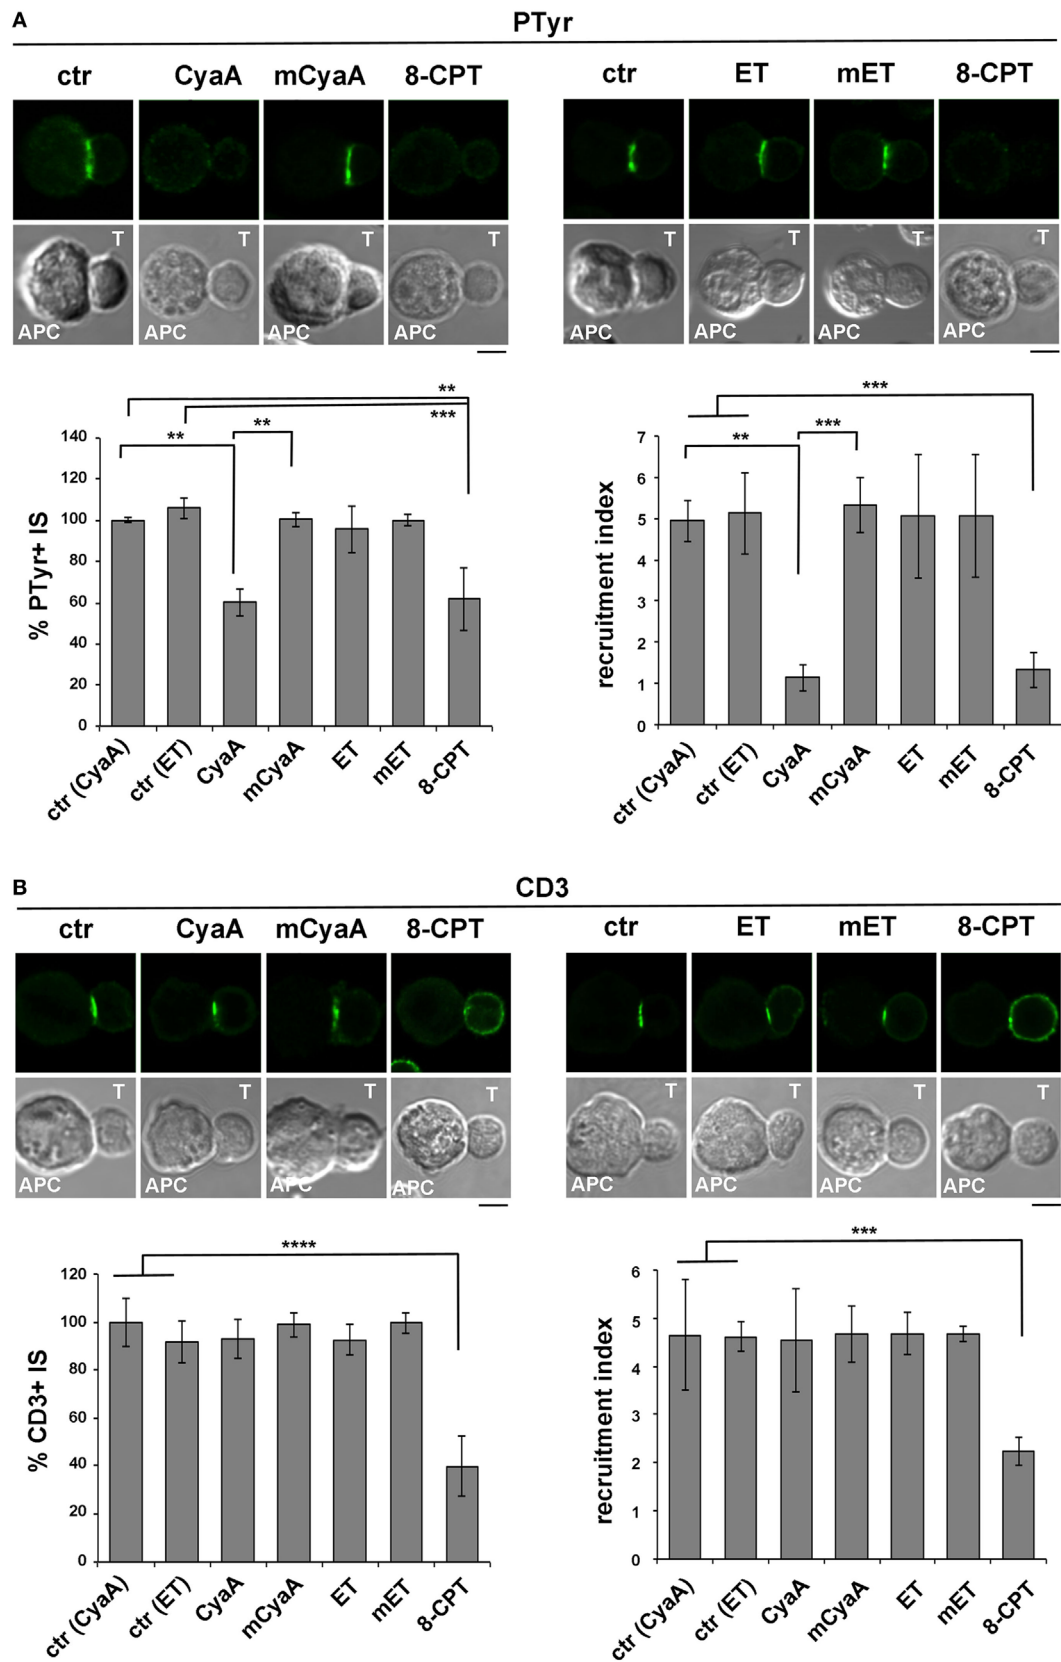 A
PTyr
ctr CyaA mCyaA 8-CPT
ctr ET mET 8-CPT
T T T T
APC APC APC APC
T T T T
APC APC APC APC
**
***
** **
140
120
100
80
60
40
20
0
% PTyr+ IS
ctr (CyaA) ctr (ET) CyaA mCyaA ET mET 8-CPT
***
** ***
7
6
5
4
3
2
1
0
recruitment index
ctr (CyaA) ctr (ET) CyaA mCyaA ET mET 8-CPT
B
CD3
ctr CyaA mCyaA 8-CPT
ctr ET mET 8-CPT
T T T T
APC APC APC APC
T T T T
APC APC APC APC
****
120
100
80
60
40
20
0
% CD3+ IS
ctr (CyaA) ctr (ET) CyaA mCyaA ET mET 8-CPT
***
6
5
4
3
2
1
0
recruitment index
ctr (CyaA) ctr (ET) CyaA mCyaA ET mET 8-CPT